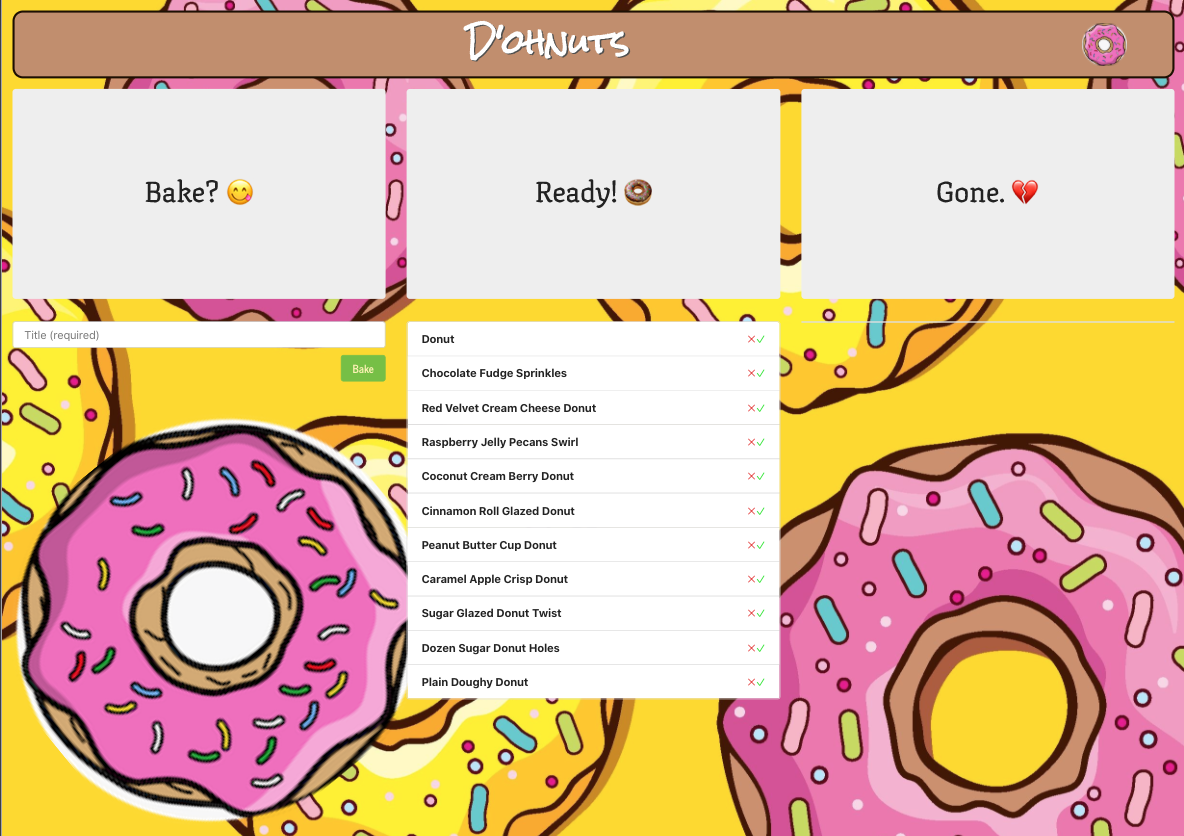 D'ohnuts
Bake? 😋
Ready! 🍩
Gone. 💔
Title (required)
Bake
Donut
Chocolate Fudge Sprinkles
Red Velvet Cream Cheese Donut
Raspberry Jelly Pecans Swirl
Coconut Cream Berry Donut
Cinnamon Roll Glazed Donut
Peanut Butter Cup Donut
Caramel Apple Crisp Donut
Sugar Glazed Donut Twist
Dozen Sugar Donut Holes
Plain Doughy Donut